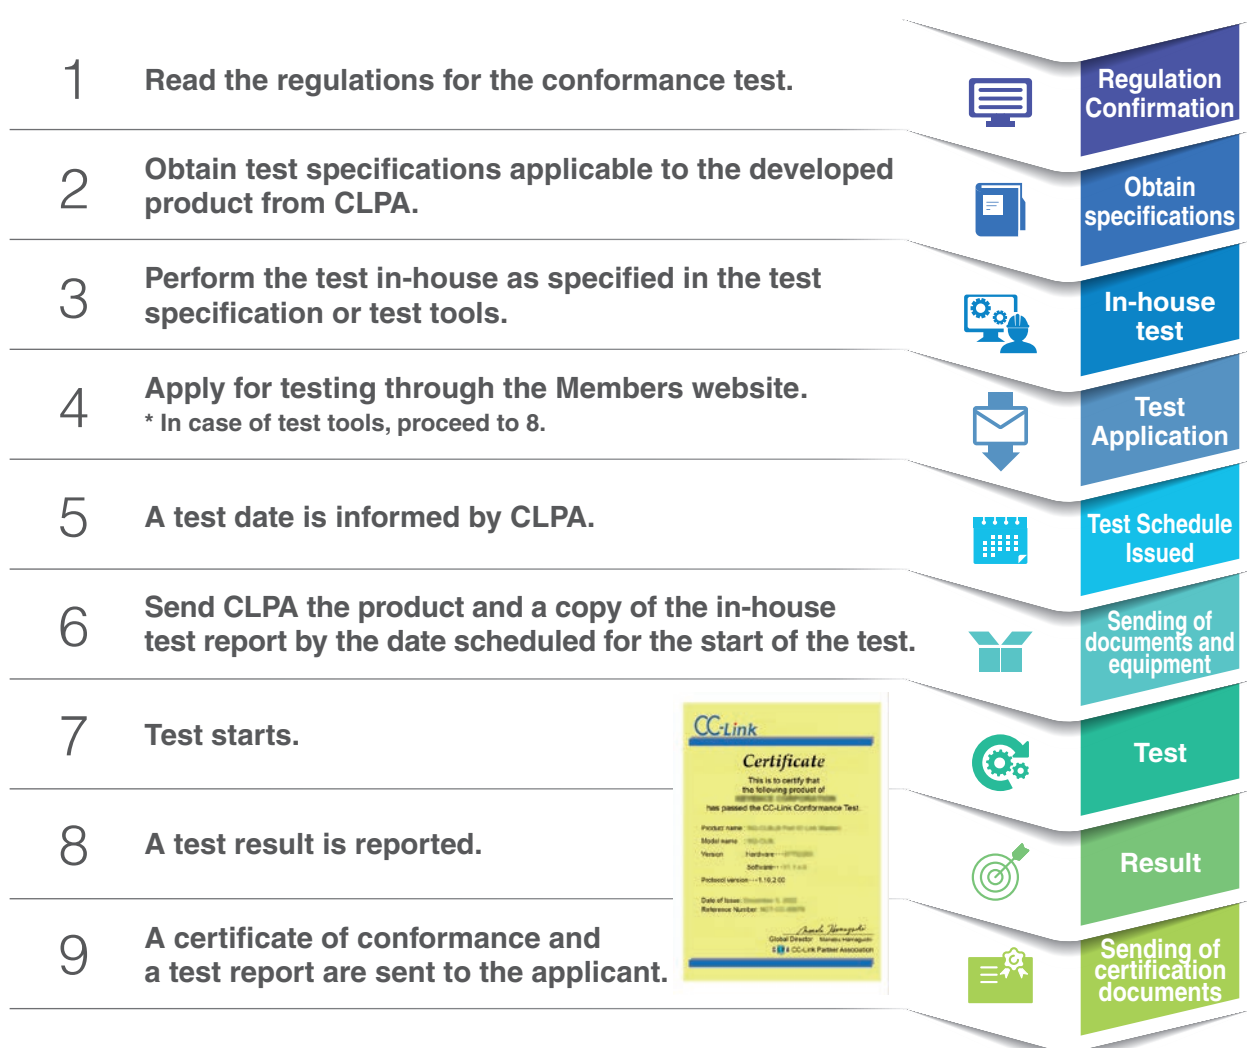 1
Read the regulations for the conformance test.
Regulation
Confirmation
2
Obtain test specifications applicable to the developed
product from CLPA.
Obtain
specifications
3
Perform the test in-house as specified in the test
specification or test tools.
In-house
test
4
Apply for testing through the Members website.
* In case of test tools, proceed to 8.
Test
Application
5
A test date is informed by CLPA.
Test Schedule
Issued
6
Send CLPA the product and a copy of the in-house
test report by the date scheduled for the start of the test.
Sending of
documents and
equipment
7
Test starts.
Test
8
A test result is reported.
Result
9
A certificate of conformance and
a test report are sent to the applicant.
Sending of
certification
documents
CC-Link
Certificate
This is to certify that
the following product of
has passed the CC-Link Conformance Test.
Product name :
Model name :
Version Hardware
Software
Protocol version ---1.10,2.00
Date of Issue:
Reference Number:
Global Director Manabu Hamaguchi
CC-Link Partner Association